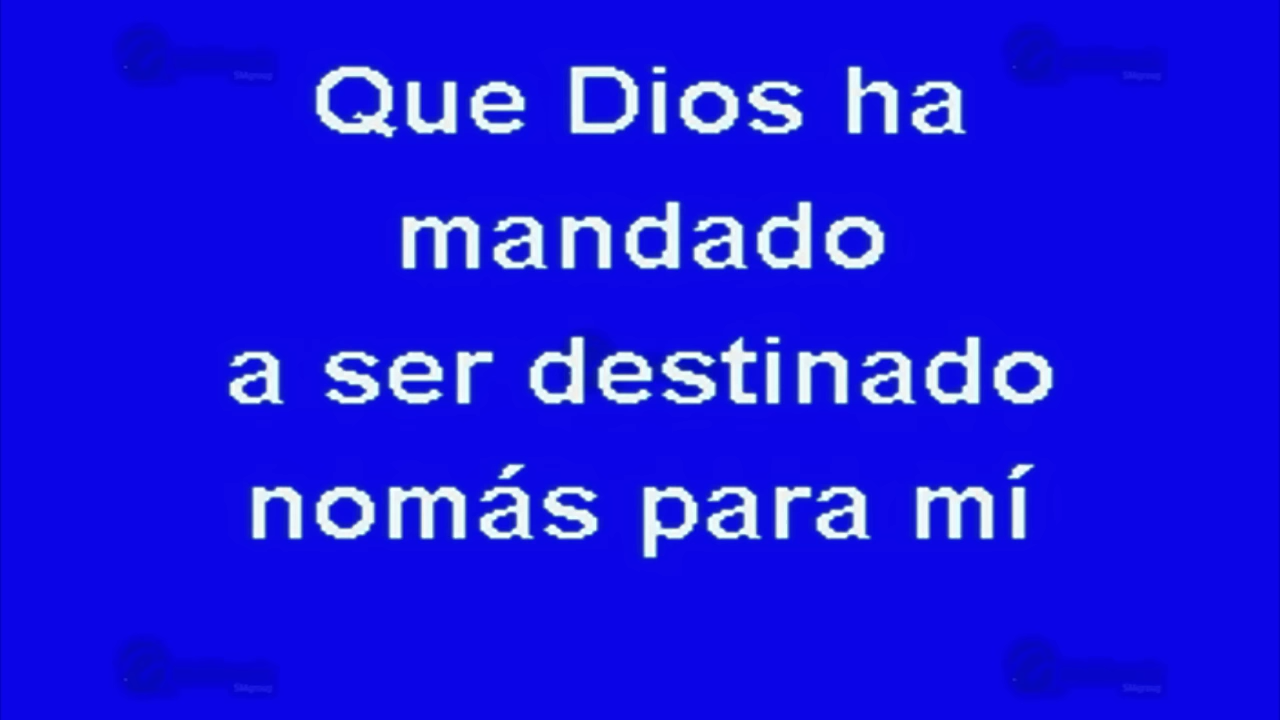 Que Dios ha
mandado
a ser destinado
nomás para mí